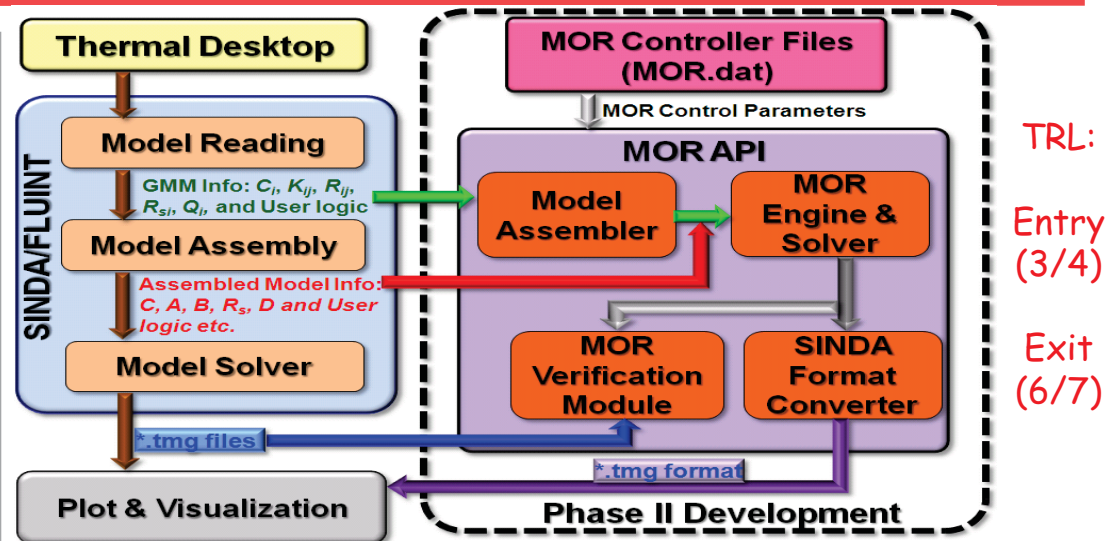 Thermal Desktop
SINDA/FLUINT
Model Reading
GMM Info: Ci, Kij, Rij,
Rsi, Qi, and User logic
Model Assembly
Assembled Model Info:
C, A, B, Rs, D and User
logic etc.
Model Solver
*.tmg files
Plot & Visualization
MOR Controller Files
(MOR.dat)
MOR Control Parameters
MOR API
Model
Assembler
MOR
Engine &
Solver
MOR
Verification
Module
SINDA
Format
Converter
*.tmg format
Phase II Development
TRL:
Entry
(3/4)
Exit
(6/7)